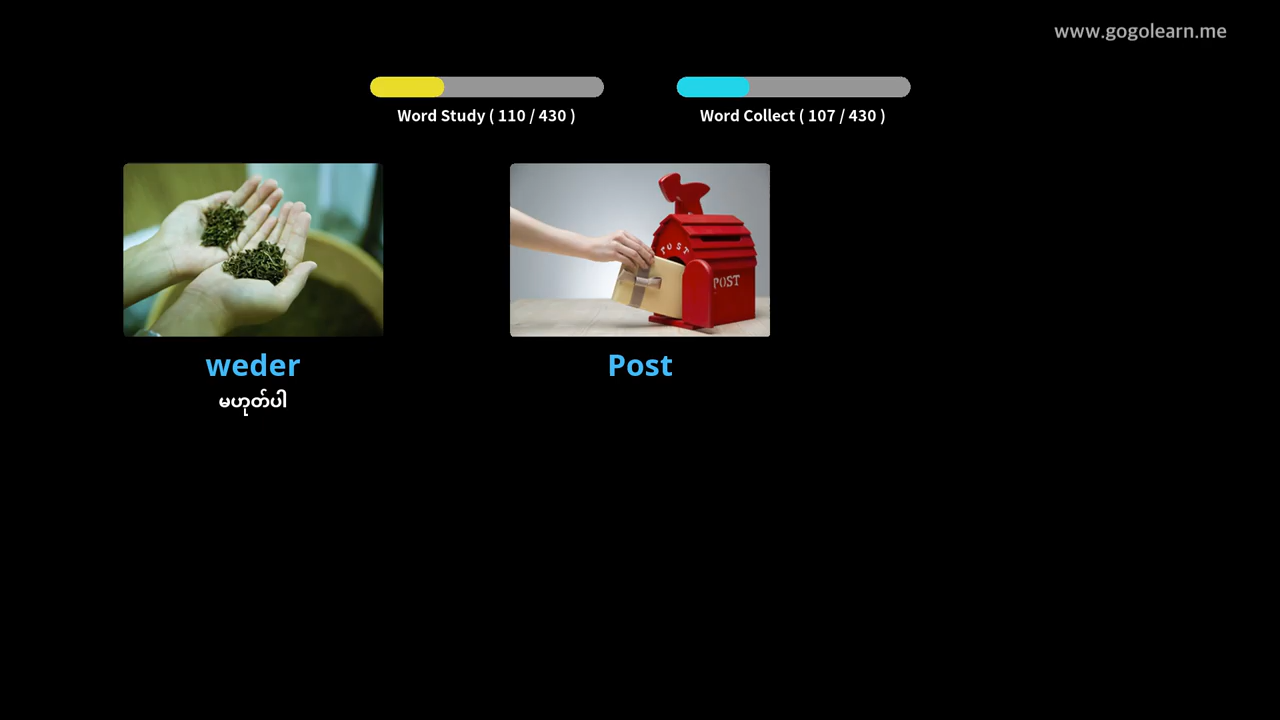 www.gogolearn.me
Word Study ( 110 / 430 )
Word Collect ( 107 / 430 )
POST
POST
weder
Post
မဟုတ်ပါ